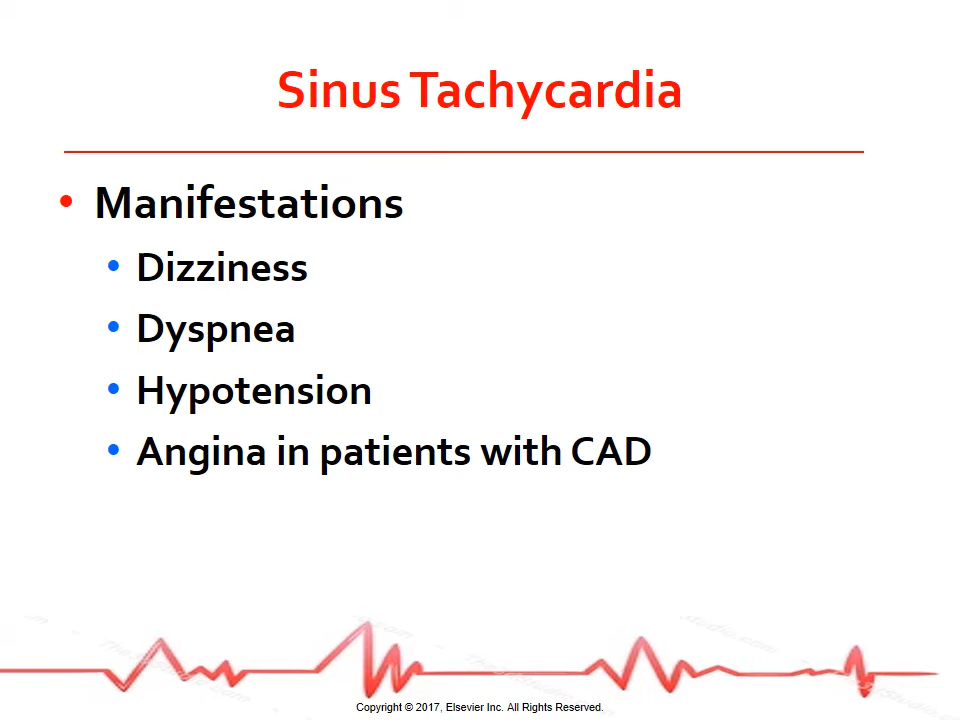 Sinus Tachycardia
• Manifestations
• Dizziness
• Dyspnea
• Hypotension
• Angina in patients with CAD
Copyright © 2017, Elsevier Inc. All Rights Reserved.